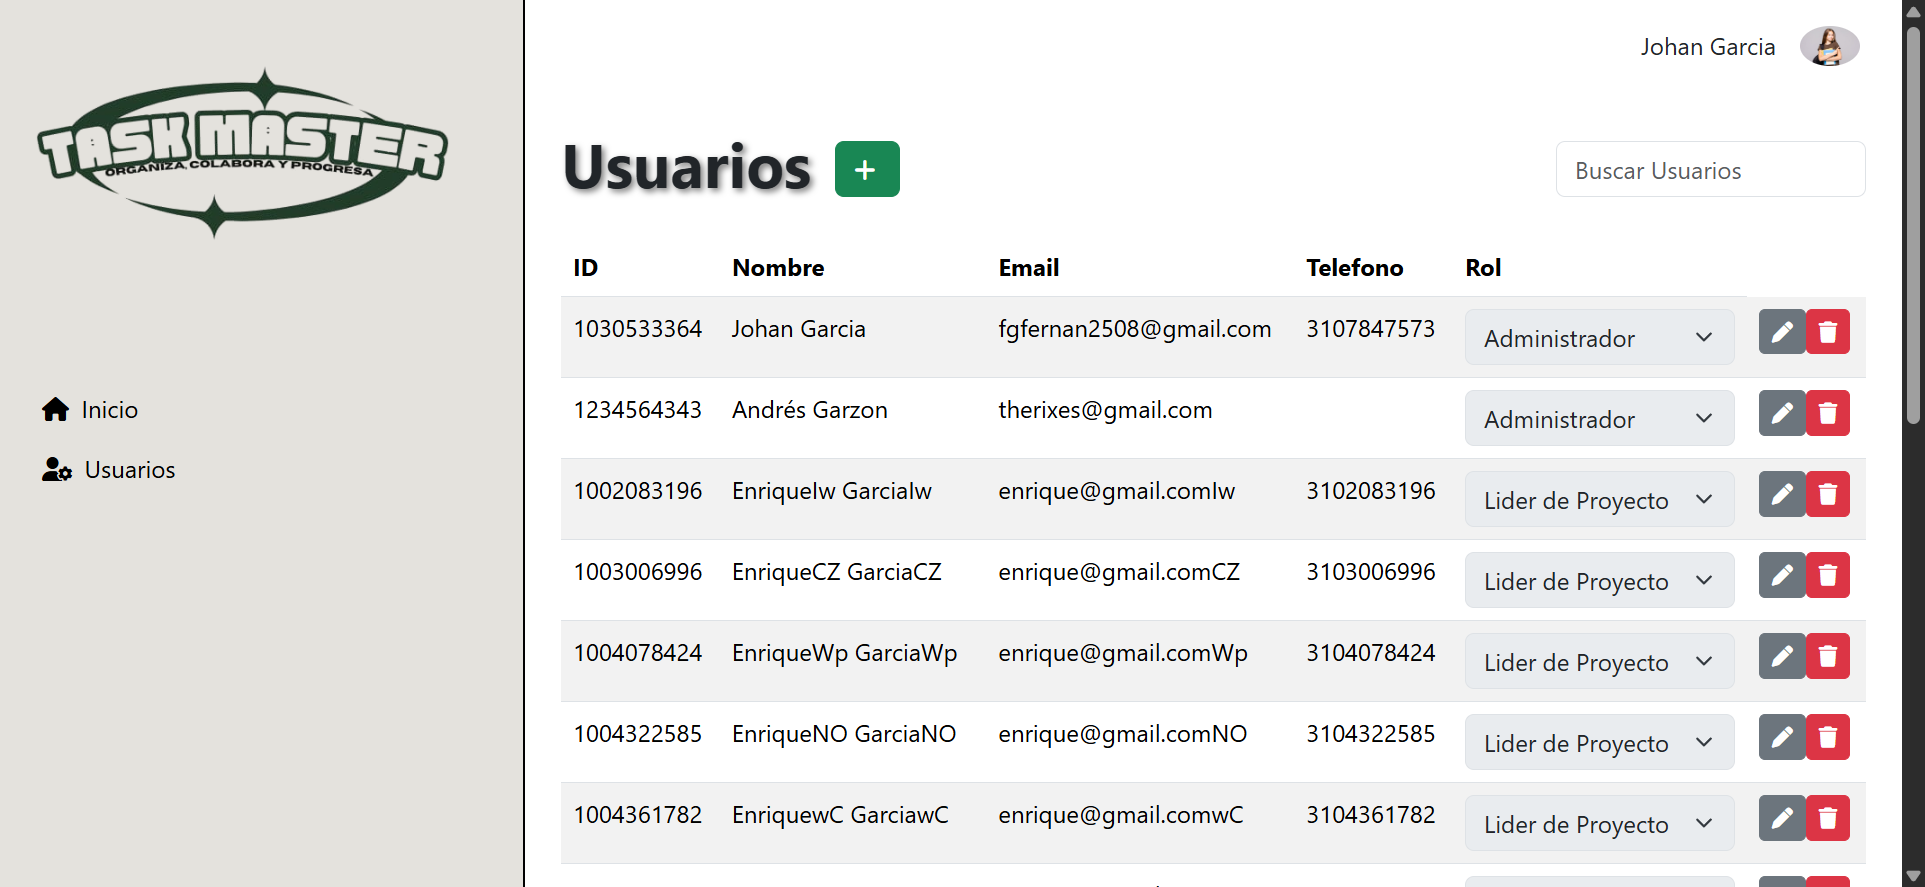 TASK MASTER
ORGANIZA, COLABORA Y PROGRESA
Inicio
Usuarios
Johan Garcia
Usuarios +
Buscar Usuarios
ID Nombre Email Telefono Rol
1030533364 Johan Garcia fgfernan2508@gmail.com 3107847573 Administrador
1234564343 Andrés Garzon therixes@gmail.com Administrador
1002083196 EnriqueIw GarciaIw enrique@gmail.comIw 3102083196 Lider de Proyecto
1003006996 EnriqueCZ GarciaCZ enrique@gmail.comCZ 3103006996 Lider de Proyecto
1004078424 EnriqueWp GarciaWp enrique@gmail.comWp 3104078424 Lider de Proyecto
1004322585 EnriqueNO GarciaNO enrique@gmail.comNO 3104322585 Lider de Proyecto
1004361782 EnriquewC GarciawC enrique@gmail.comwC 3104361782 Lider de Proyecto